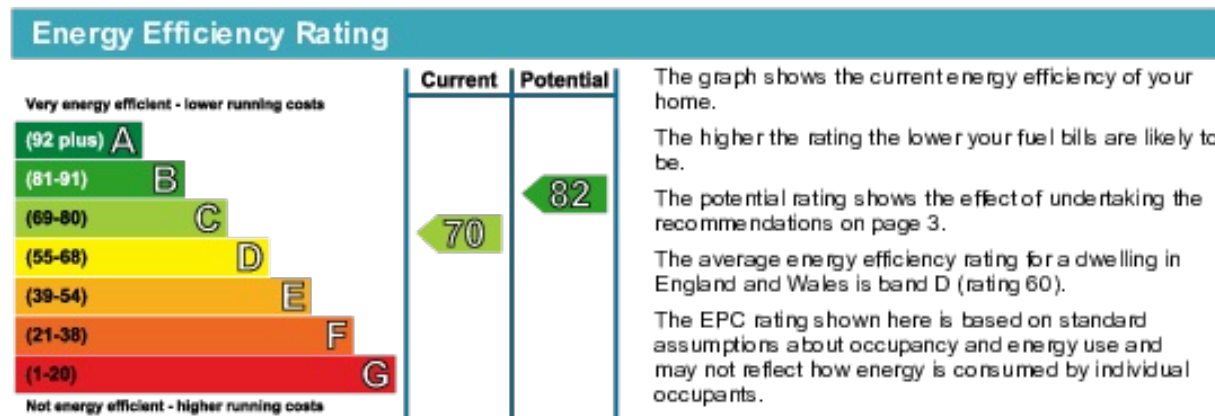 Energy Efficiency Rating
Current Potential
Very energy efficient - lower running costs
(92 plus) A
(81-91) B
(69-80) C
(55-68) D
(39-54) E
(21-38) F
(1-20) G
Not energy efficient - higher running costs
70
82
The graph shows the current energy efficiency of your
home.
The higher the rating the lower your fuel bills are likely to
be.
The potential rating shows the effect of undertaking the
recommendations on page 3.
The average energy efficiency rating for a dwelling in
England and Wales is band D (rating 60).
The EPC rating shown here is based on standard
assumptions about occupancy and energy use and
may not reflect how energy is consumed by individual
occupants.